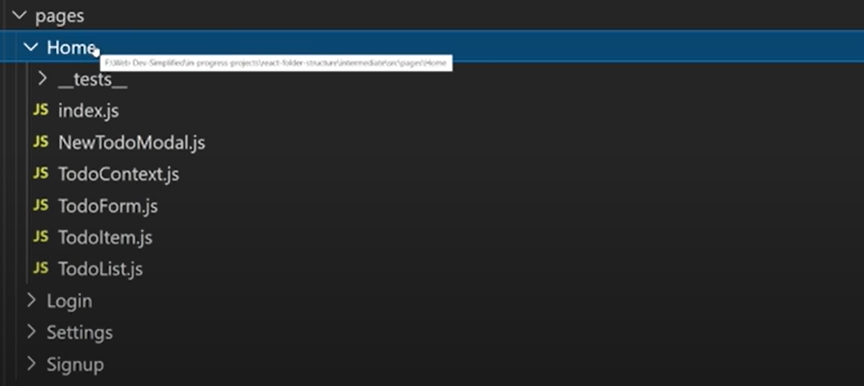 pages
Home
F:\Web Dev-Simplified\in progress-projects\react-folder-structure\intermediate\src\pages\Home
__tests__
JS index.js
JS NewTodoModal.js
JS TodoContext.js
JS TodoForm.js
JS TodoItem.js
JS TodoList.js
Login
Settings
Signup